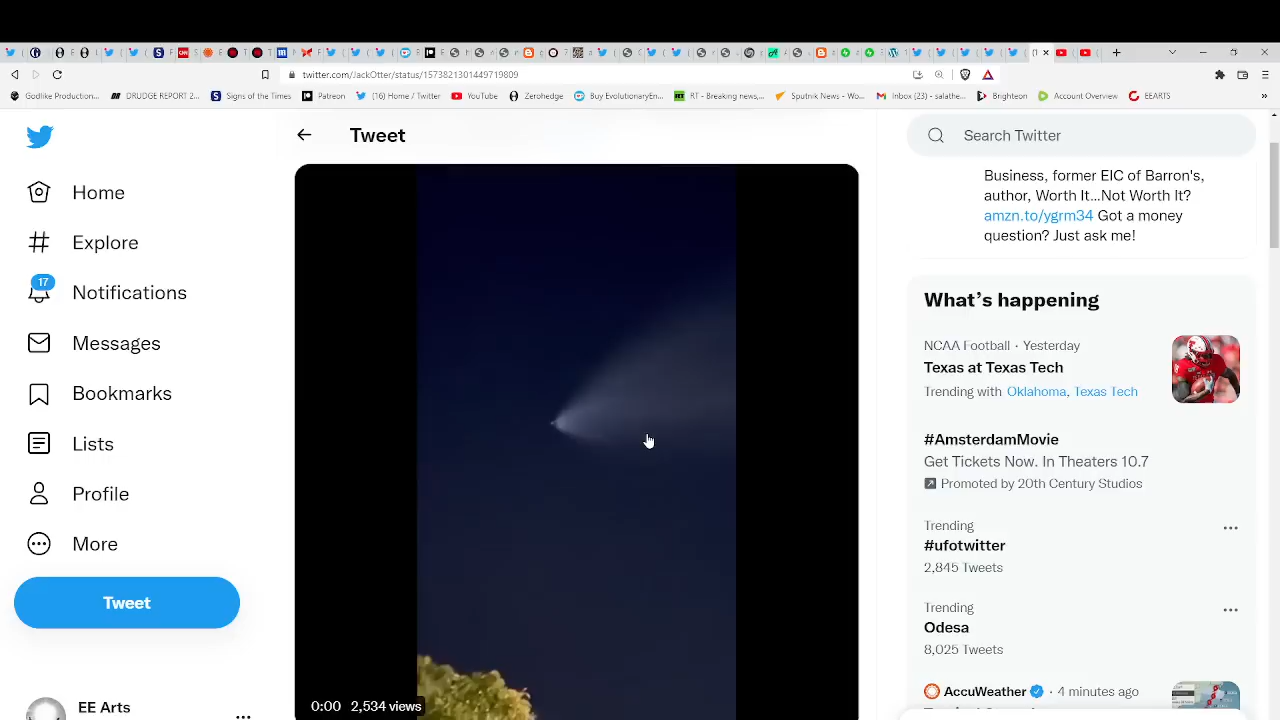 twitter.com/JackOtter/status/1573821301449719809
Godlike Production...
DRUDGE REPORT 2...
Signs of the Times
Patreon
(16) Home / Twitter
YouTube
Zerohedge
Buy EvolutionaryEn...
RT - Breaking news,...
Sputnik News - Wo...
Inbox (23) - salathe...
Brighteon
Account Overview...
EEARTS
Home
Explore
17
Notifications
Messages
Bookmarks
Lists
Profile
More
Tweet
EE Arts
Tweet
0:00 2,534 views
Search Twitter
Business, former EIC of Barron's,
author, Worth It...Not Worth It?
amzn.to/ygrm34 Got a money
question? Just ask me!
What's happening
NCAA Football · Yesterday
Texas at Texas Tech
Trending with Oklahoma, Texas Tech
#AmsterdamMovie
Get Tickets Now. In Theaters 10.7
Promoted by 20th Century Studios
Trending
#ufotwitter
2,845 Tweets
Trending
Odesa
8,025 Tweets
AccuWeather · 4 minutes ago